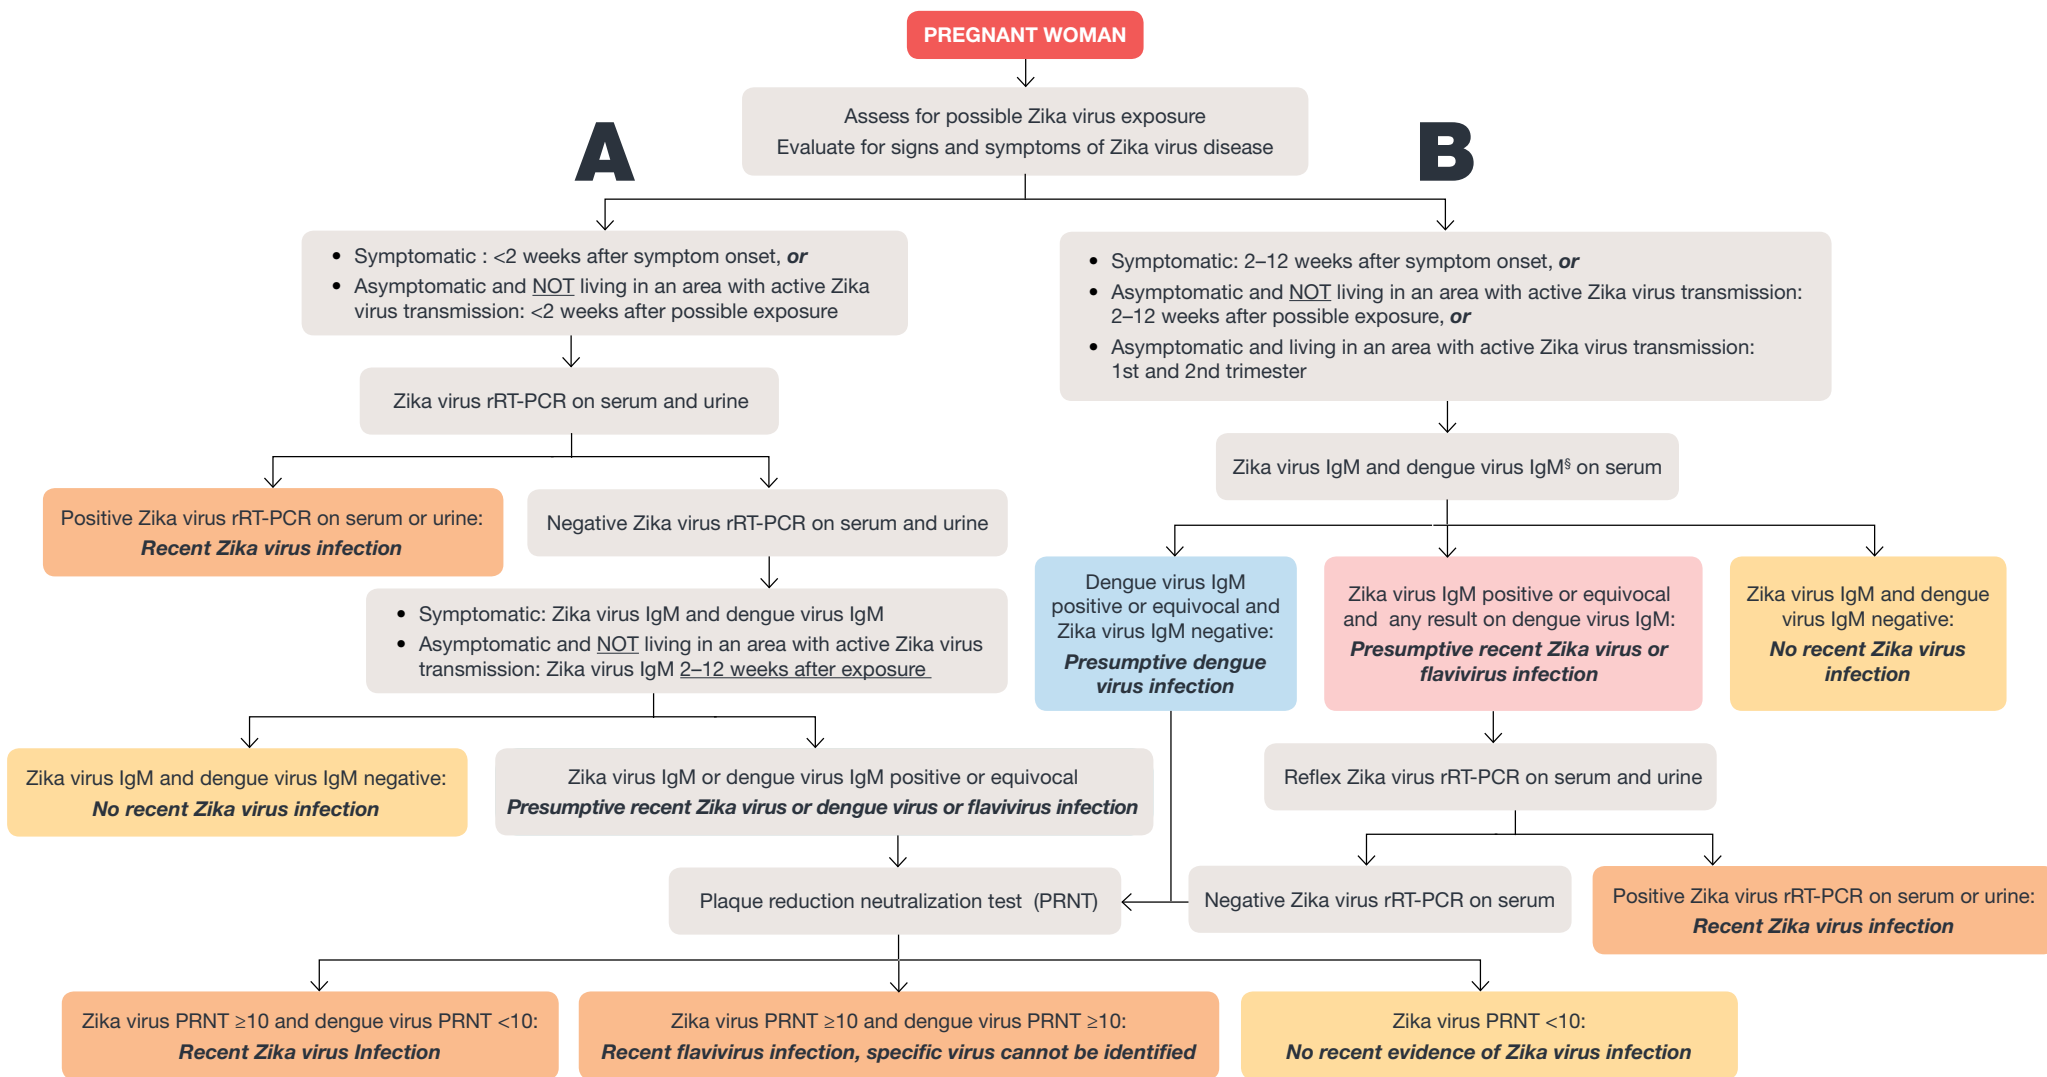 PREGNANT WOMAN
Assess for possible Zika virus exposure
Evaluate for signs and symptoms of Zika virus disease
A
B
• Symptomatic : <2 weeks after symptom onset, or
• Asymptomatic and NOT living in an area with active Zika
virus transmission: <2 weeks after possible exposure
• Symptomatic: 2–12 weeks after symptom onset, or
• Asymptomatic and NOT living in an area with active Zika virus transmission:
2–12 weeks after possible exposure, or
• Asymptomatic and living in an area with active Zika virus transmission:
1st and 2nd trimester
Zika virus rRT-PCR on serum and urine
Zika virus IgM and dengue virus IgM§ on serum
Positive Zika virus rRT-PCR on serum or urine:
Recent Zika virus infection
Negative Zika virus rRT-PCR on serum and urine
• Symptomatic: Zika virus IgM and dengue virus IgM
• Asymptomatic and NOT living in an area with active Zika virus
transmission: Zika virus IgM 2–12 weeks after exposure
Dengue virus IgM
positive or equivocal and
Zika virus IgM negative:
Presumptive dengue
virus infection
Zika virus IgM positive or equivocal
and any result on dengue virus IgM:
Presumptive recent Zika virus or
flavivirus infection
Zika virus IgM and dengue
virus IgM negative:
No recent Zika virus
infection
Zika virus IgM and dengue virus IgM negative:
No recent Zika virus infection
Zika virus IgM or dengue virus IgM positive or equivocal
Presumptive recent Zika virus or dengue virus or flavivirus infection
Reflex Zika virus rRT-PCR on serum and urine
Plaque reduction neutralization test (PRNT)
Negative Zika virus rRT-PCR on serum
Positive Zika virus rRT-PCR on serum or urine:
Recent Zika virus infection
Zika virus PRNT ≥10 and dengue virus PRNT <10:
Recent Zika virus Infection
Zika virus PRNT ≥10 and dengue virus PRNT ≥10:
Recent flavivirus infection, specific virus cannot be identified
Zika virus PRNT <10:
No recent evidence of Zika virus infection